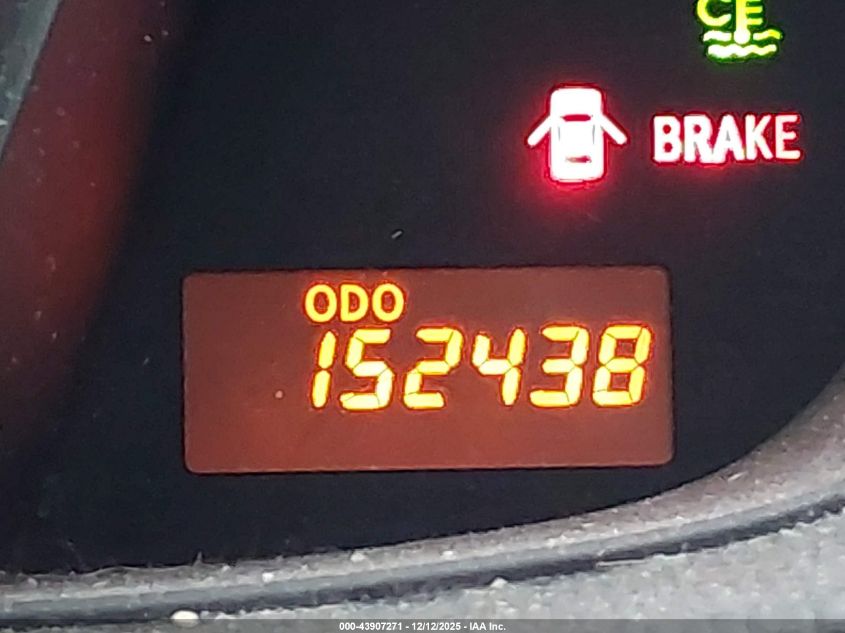 BRAKE
ODO
152438
000-43907271 - 12/12/2025 - IAA Inc.